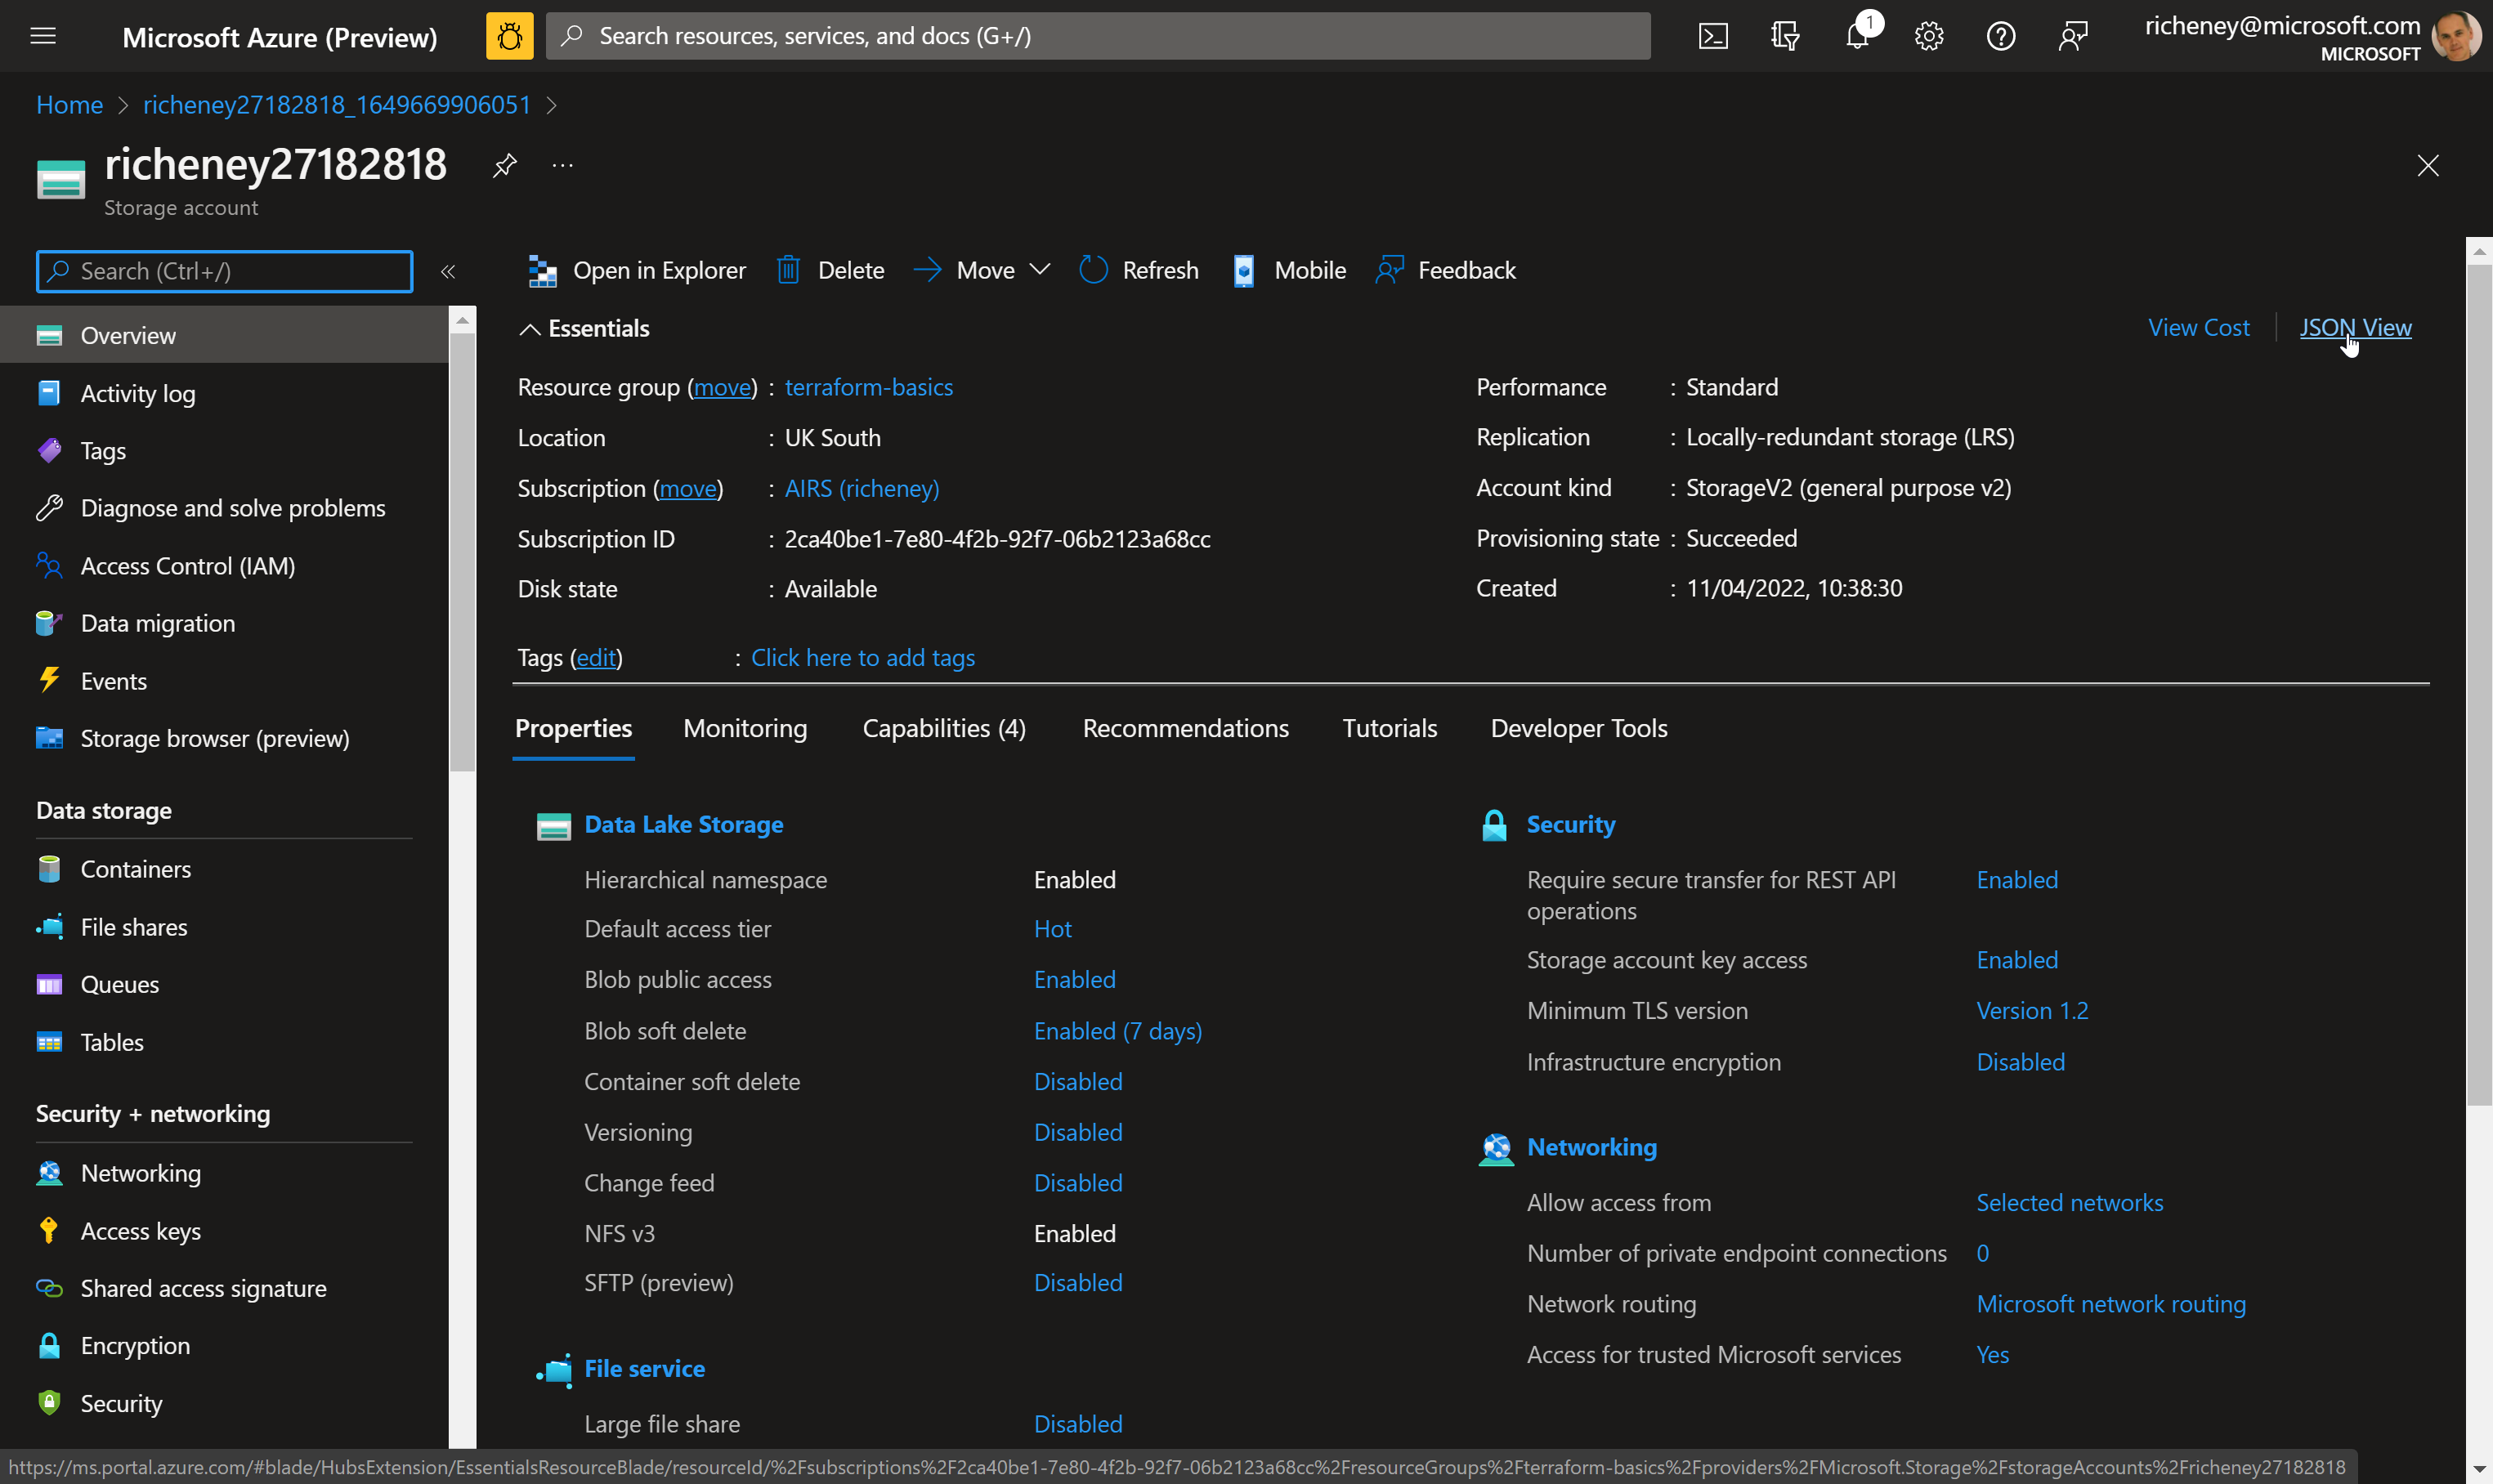 Microsoft Azure (Preview)
Search resources, services, and docs (G+/)
1
richeney@microsoft.com
MICROSOFT
Home > richeney27182818_1649669906051 >
richeney27182818
...
Storage account
Search (Ctrl+/)
«
Open in Explorer
Delete
Move
Refresh
Mobile
Feedback
Overview
Activity log
Tags
Diagnose and solve problems
Access Control (IAM)
Data migration
Events
Storage browser (preview)
Data storage
Containers
File shares
Queues
Tables
Security + networking
Networking
Access keys
Shared access signature
Encryption
Security
Essentials
View Cost | JSON View
Resource group (move) : terraform-basics
Location : UK South
Subscription (move) : AIRS (richeney)
Subscription ID : 2ca40be1-7e80-4f2b-92f7-06b2123a68cc
Disk state : Available
Performance : Standard
Replication : Locally-redundant storage (LRS)
Account kind : StorageV2 (general purpose v2)
Provisioning state : Succeeded
Created : 11/04/2022, 10:38:30
Tags (edit) : Click here to add tags
Properties Monitoring Capabilities (4) Recommendations Tutorials Developer Tools
Data Lake Storage
Hierarchical namespace Enabled
Default access tier Hot
Blob public access Enabled
Blob soft delete Enabled (7 days)
Container soft delete Disabled
Versioning Disabled
Change feed Disabled
NFS v3 Enabled
SFTP (preview) Disabled
File service
Large file share Disabled
Security
Require secure transfer for REST API Enabled
operations
Storage account key access Enabled
Minimum TLS version Version 1.2
Infrastructure encryption Disabled
Networking
Allow access from Selected networks
Number of private endpoint connections 0
Network routing Microsoft network routing
Access for trusted Microsoft services Yes
https://ms.portal.azure.com/#blade/HubsExtension/EssentialsResourceBlade/resourceId/%2Fsubscriptions%2F2ca40be1-7e80-4f2b-92f7-06b2123a68cc%2FresourceGroups%2Fterraform-basics%2Fproviders%2FMicrosoft.Storage%2FstorageAccounts%2Fricheney27182818